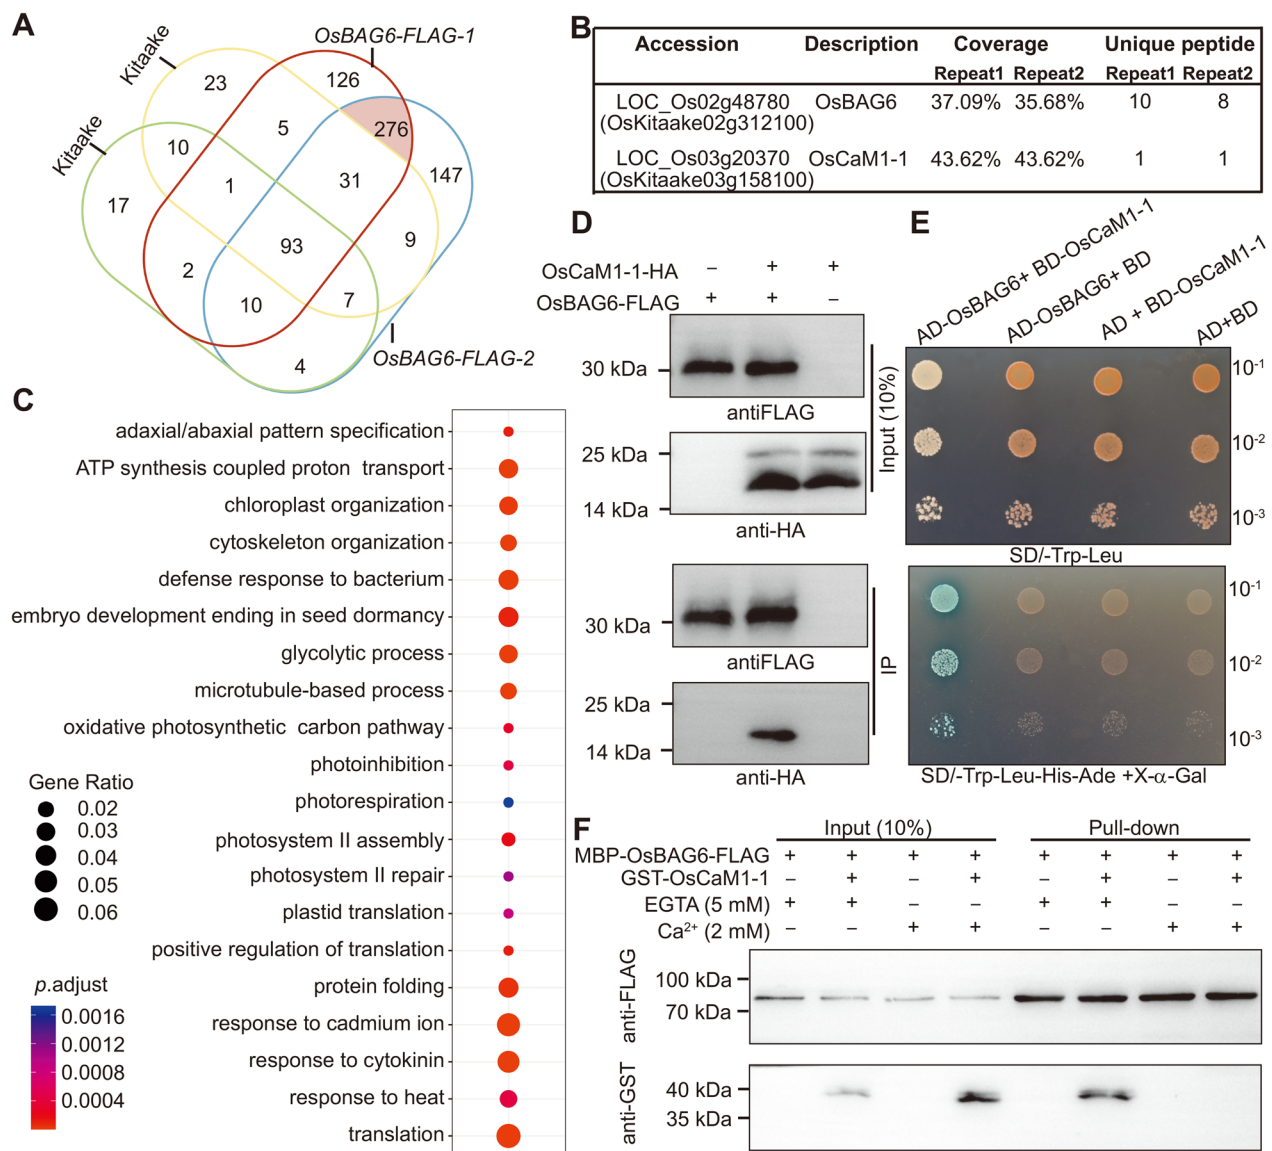 A
Kitaake
Kitaake
OsBAG6-FLAG-1
OsBAG6-FLAG-2
23
126
5
276
10
147
17
1
31
93
9
2
10
7
4
B
Accession Description Coverage Unique peptide
Repeat1 Repeat2 Repeat1 Repeat2
LOC_Os02g48780 OsBAG6 37.09% 35.68% 10 8
(OsKitaake02g312100)
LOC_Os03g20370 OsCaM1-1 43.62% 43.62% 1 1
(OsKitaake03g158100)
C
adaxial/abaxial pattern specification
ATP synthesis coupled proton transport
chloroplast organization
cytoskeleton organization
defense response to bacterium
embryo development ending in seed dormancy
glycolytic process
microtubule-based process
oxidative photosynthetic carbon pathway
photoinhibition
photorespiration
photosystem II assembly
photosystem II repair
plastid translation
positive regulation of translation
protein folding
response to cadmium ion
response to cytokinin
response to heat
translation
Gene Ratio
0.02
0.03
0.04
0.05
0.06
p.adjust
0.0016
0.0012
0.0008
0.0004
D
OsCaM1-1-HA – + +
OsBAG6-FLAG + + –
30 kDa
antiFLAG
25 kDa
14 kDa
anti-HA
Input (10%)
30 kDa
antiFLAG
25 kDa
14 kDa
anti-HA
IP
E
AD-OsBAG6+ BD-OsCaM1-1
AD-OsBAG6+ BD
AD + BD-OsCaM1-1
AD+BD
10-1
10-2
10-3
SD/-Trp-Leu
10-1
10-2
10-3
SD/-Trp-Leu-His-Ade +X-α-Gal
F
Input (10%) Pull-down
MBP-OsBAG6-FLAG + + + + + + + +
GST-OsCaM1-1 – + – + – + – +
EGTA (5 mM) + + – – + + – –
Ca2+ (2 mM) – – + + – – + +
anti-FLAG
100 kDa
70 kDa
anti-GST
40 kDa
35 kDa